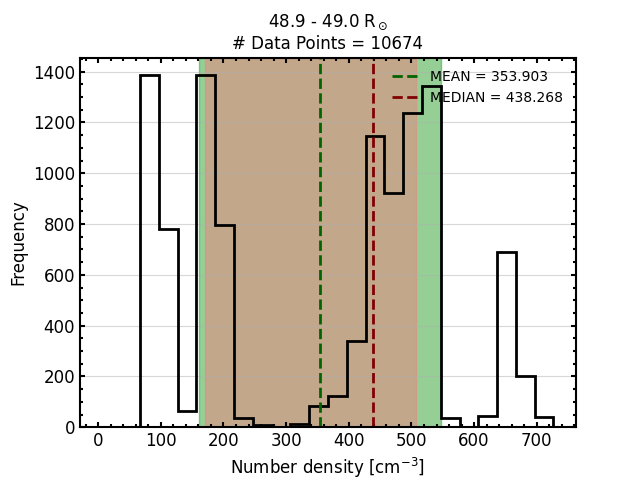 48.9 - 49.0 R⊙
# Data Points = 10674
MEAN = 353.903
MEDIAN = 438.268
Frequency
1400
1200
1000
800
600
400
200
0
0 100 200 300 400 500 600 700
Number density [cm⁻³]